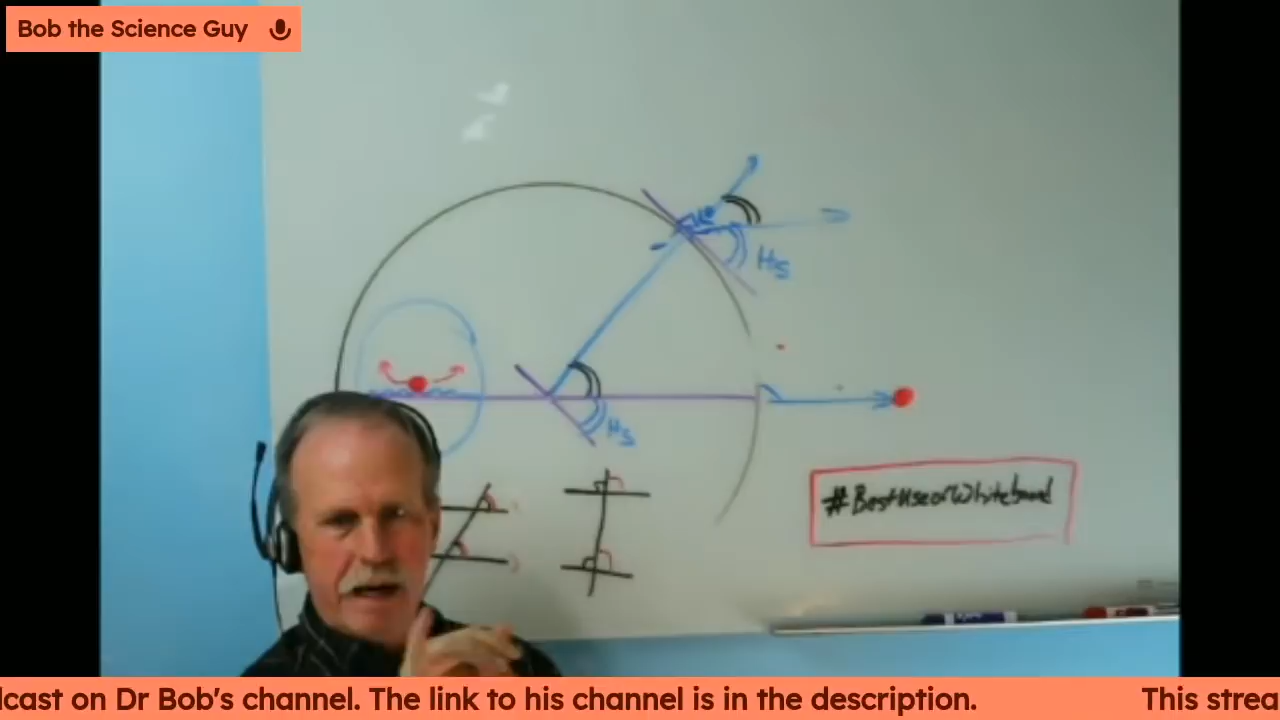 Bob the Science Guy
Hs
Hs
#BestUseofWhiteboard
dcast on Dr Bob's channel. The link to his channel is in the description.
This strea